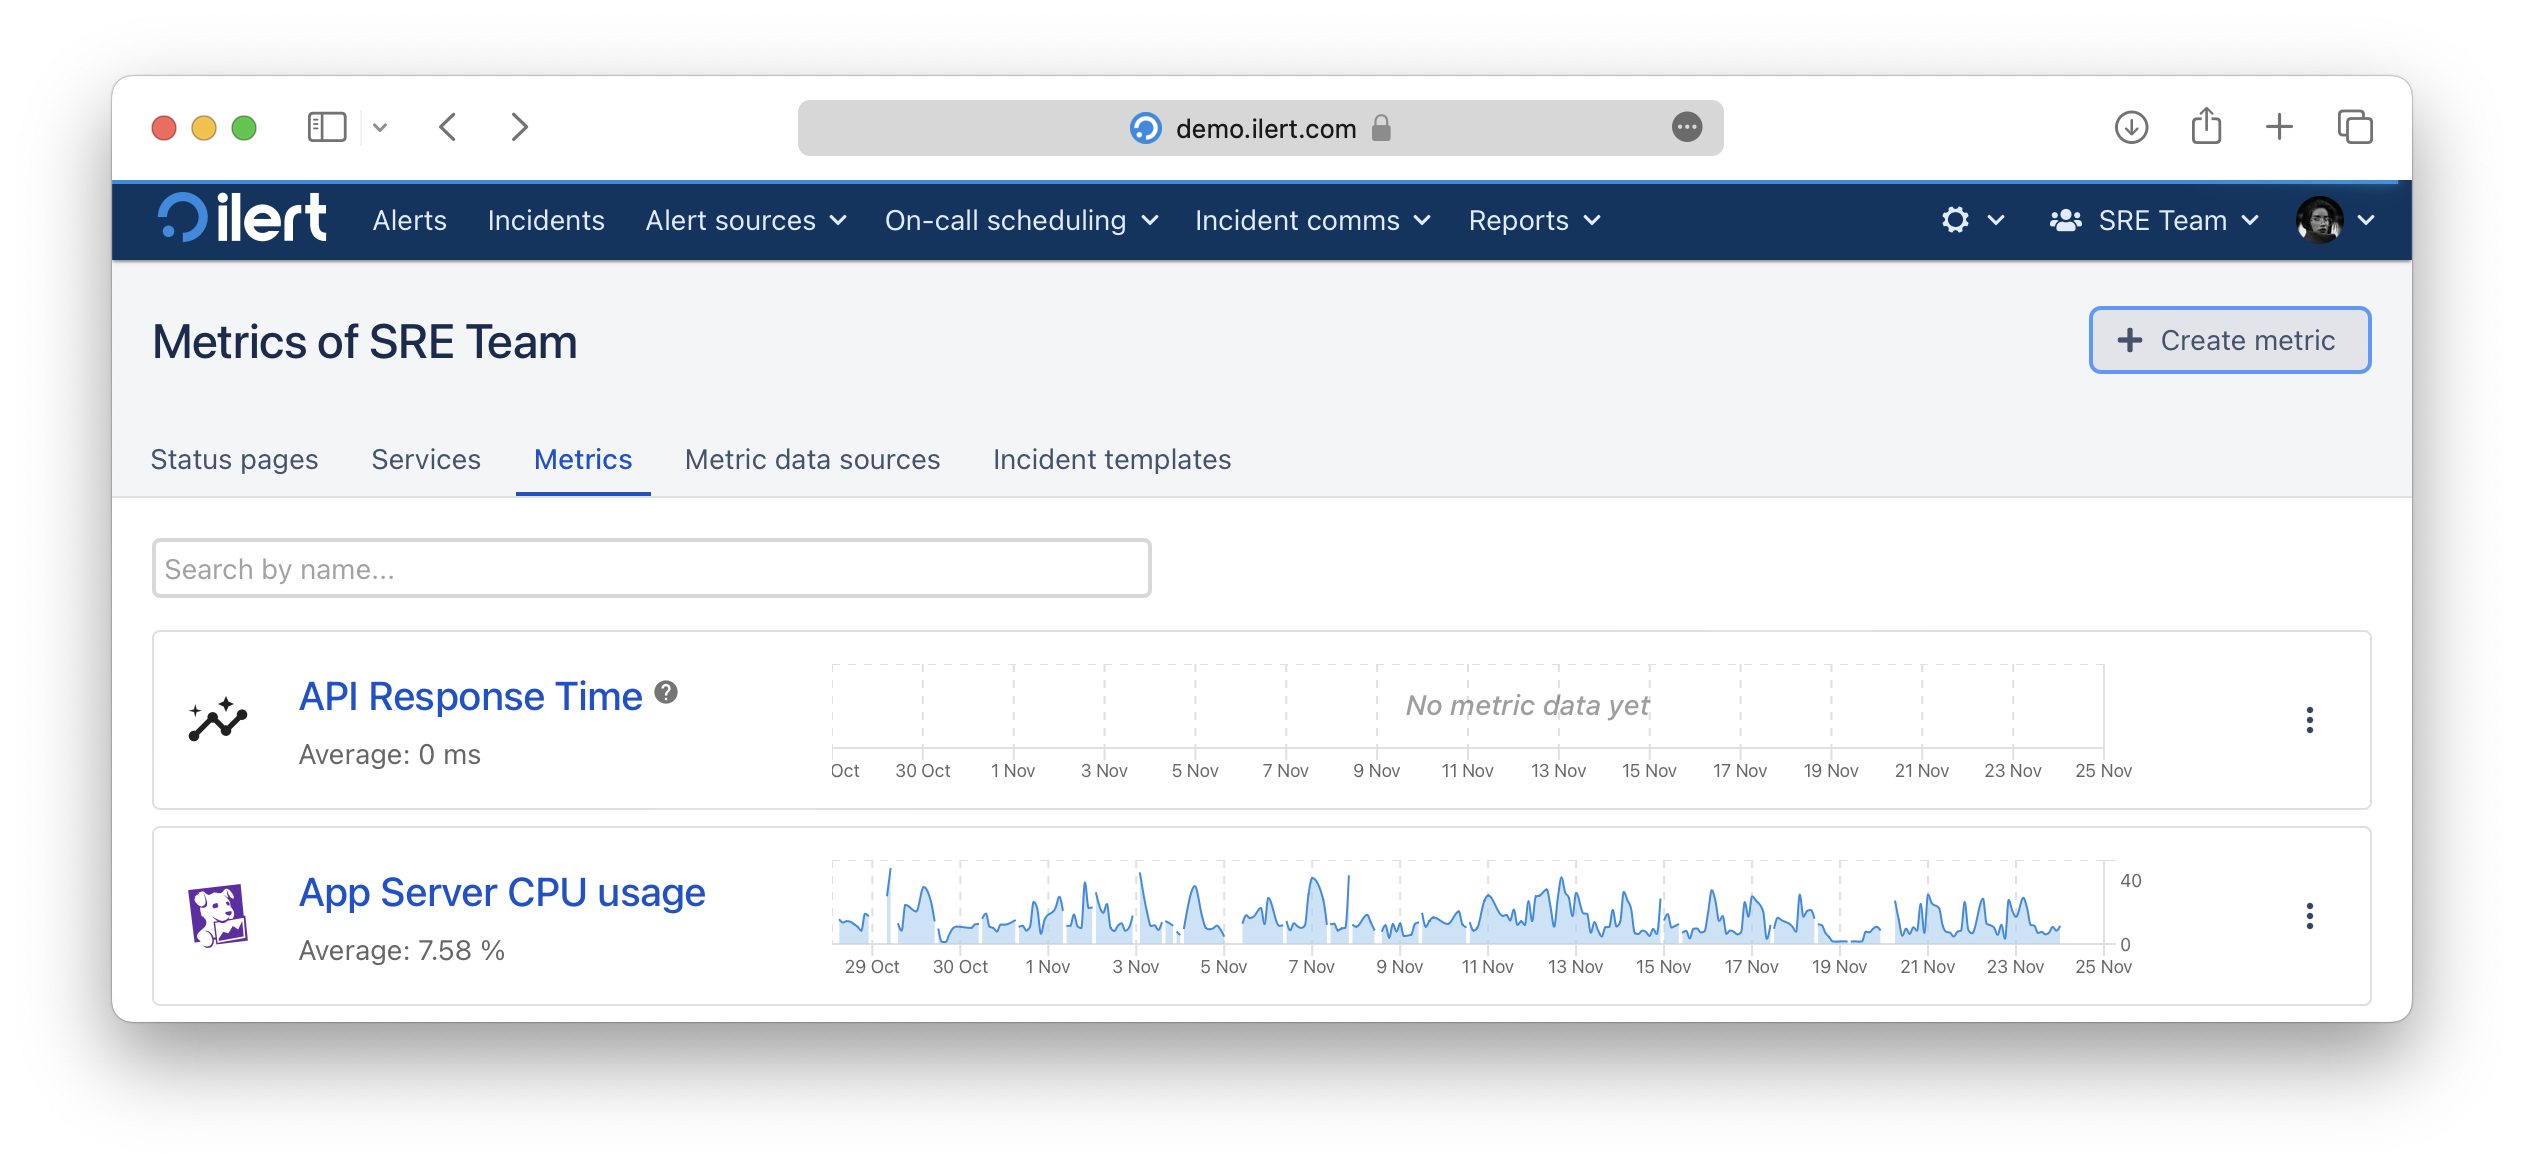 demo.ilert.com
ilert Alerts Incidents Alert sources On-call scheduling Incident comms Reports SRE Team
Metrics of SRE Team
Create metric
Status pages Services Metrics Metric data sources Incident templates
Search by name...
API Response Time
Average: 0 ms
No metric data yet
Oct 30 Oct 1 Nov 3 Nov 5 Nov 7 Nov 9 Nov 11 Nov 13 Nov 15 Nov 17 Nov 19 Nov 21 Nov 23 Nov 25 Nov
App Server CPU usage
Average: 7.58 %
40
0
29 Oct 30 Oct 1 Nov 3 Nov 5 Nov 7 Nov 9 Nov 11 Nov 13 Nov 15 Nov 17 Nov 19 Nov 21 Nov 23 Nov 25 Nov